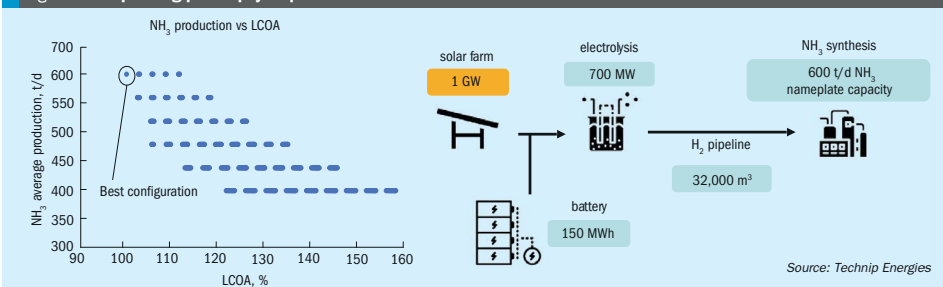 NH₃ production vs LCOA
NH₃ average production, t/d
700
600
550
500
450
400
350
300
Best configuration
90
100
110
120
130
140
150
160
LCOA, %
solar farm
1 GW
electrolysis
700 MW
NH₃ synthesis
600 t/d NH₃
nameplate capacity
H₂ pipeline
32,000 m³
battery
150 MWh
Source: Technip Energies